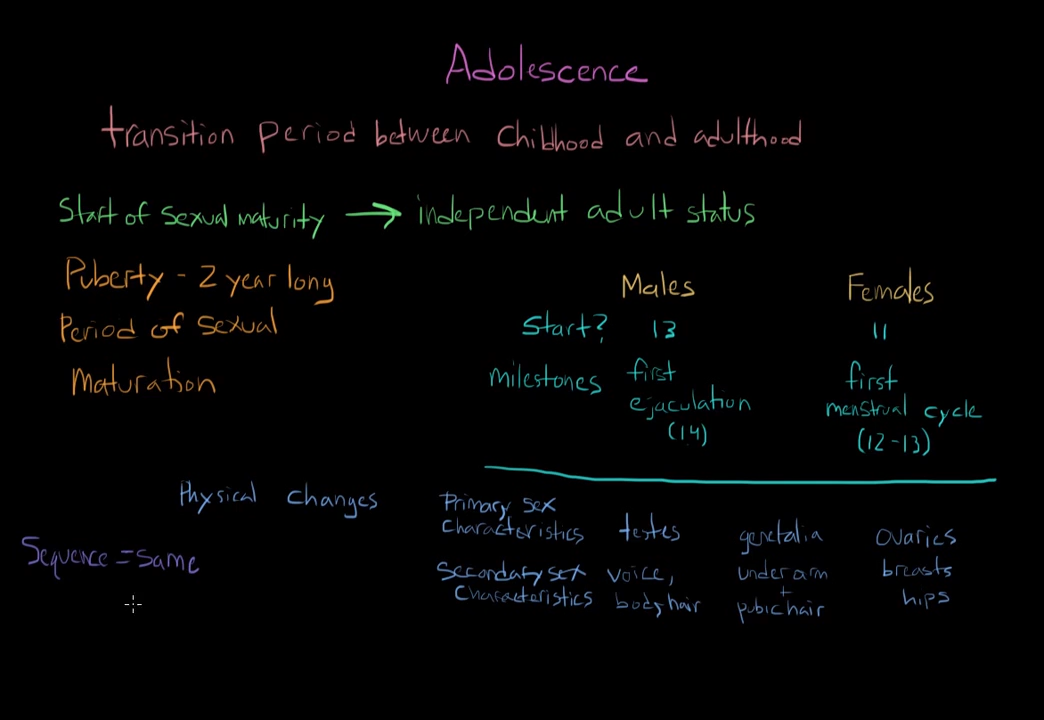 Adolescence
transition period between childhood and adulthood
Start of sexual maturity → independent adult status
Puberty - 2 year long
Period of sexual
Maturation
Males Females
Start? 13 11
milestones first ejaculation (14) first menstrual cycle (12-13)
Physical changes
Primary sex characteristics testes genetalia ovaries
Secondary sex characteristics voice, body hair under arm + pubic hair breasts hips
Sequence = same